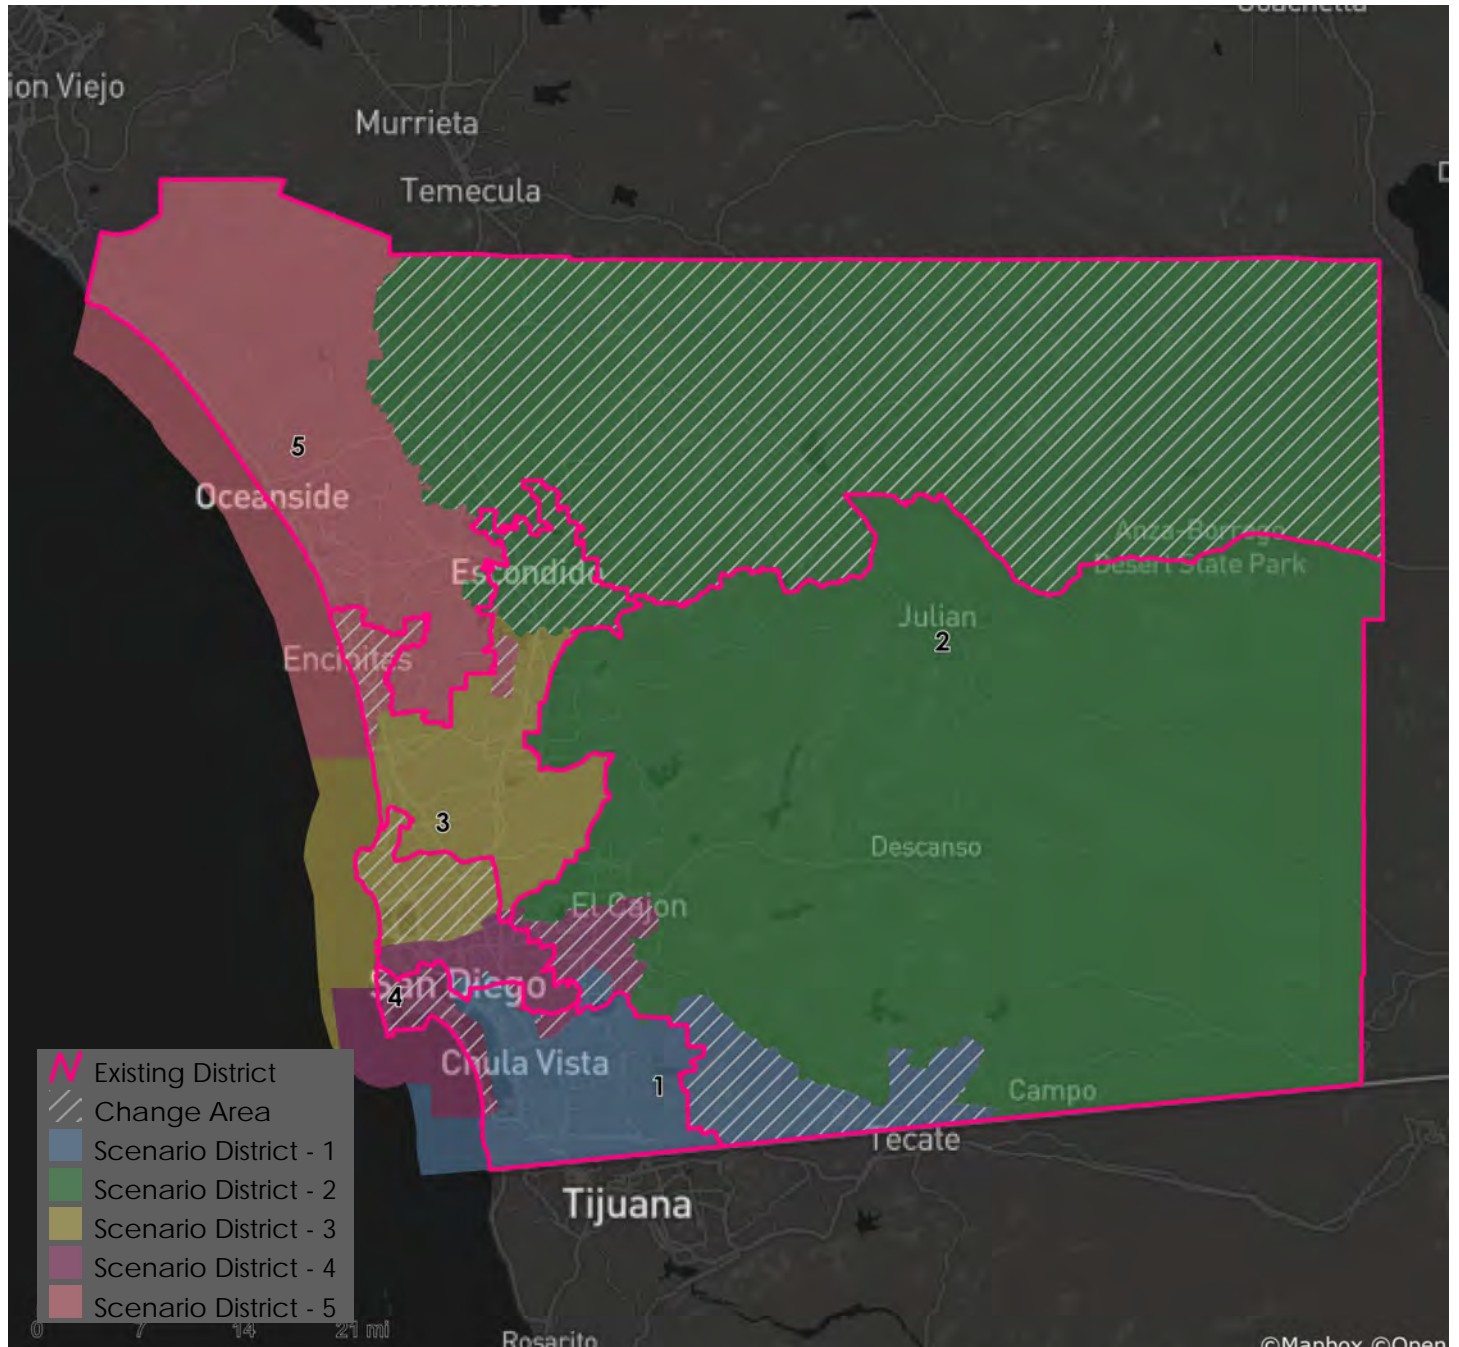 ion Viejo
Murrieta
Temecula
5
Oceanside
Anza-Borrego
Desert State Park
Escondido
Julian
2
Encinitas
3
Descanso
El Cajon
San Diego
4
Chula Vista
1
Campo
Tecate
Tijuana
Existing District
Change Area
Scenario District - 1
Scenario District - 2
Scenario District - 3
Scenario District - 4
Scenario District - 5
0 7 14 21 mi
Rosarito
©Mapbox ©Open